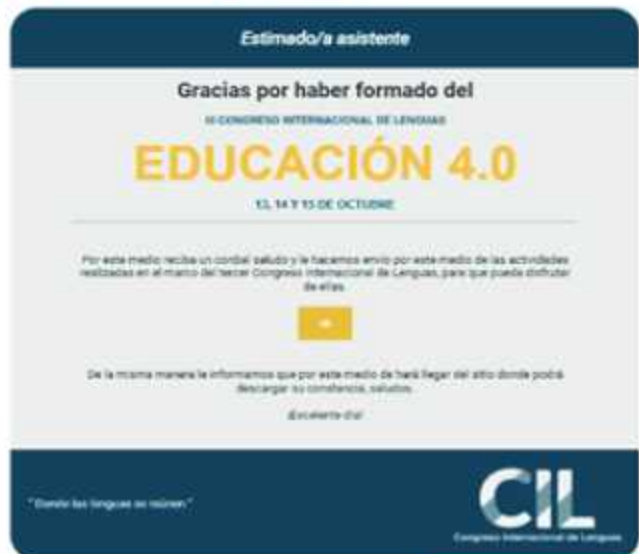 Estimado/a asistente
Gracias por haber formado del
III CONGRESO INTERNACIONAL DE LENGUAS
EDUCACIÓN 4.0
13, 14 Y 15 DE OCTUBRE
Por este medio reciba un cordial saludo y le hacemos envio por este medio de las actividades
realizadas en el marco del tercer Congreso Internacional de Lenguas, para que pueda disfrutar
de ellas.
De la misma manera le informamos que por este medio de hará llegar del sitio donde podrá
descargar su constancia, saludos.
¡Excelente día!
"Donde las lenguas se reúnen"
CIL
Congreso Internacional de Lenguas